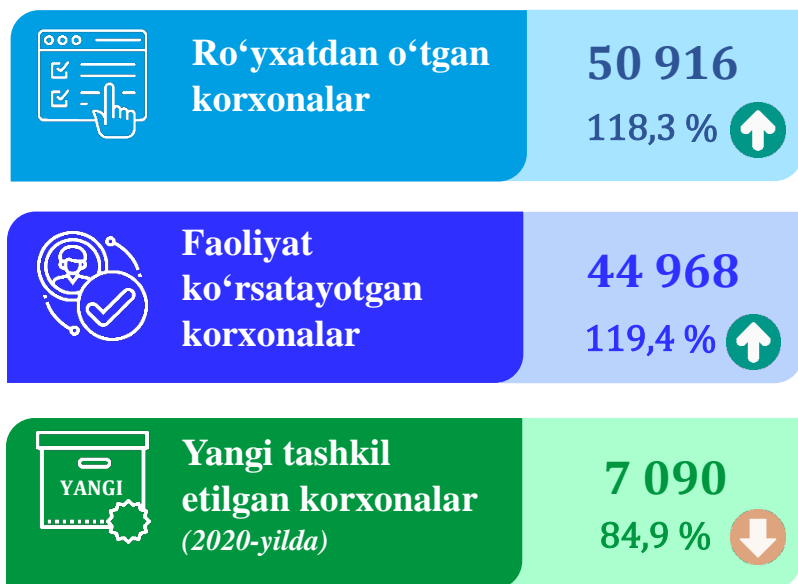 Ro‘yxatdan o‘tgan
korxonalar
50 916
118,3 %
Faoliyat
ko‘rsatayotgan
korxonalar
44 968
119,4 %
YANGI
Yangi tashkil
etilgan korxonalar
(2020-yilda)
7 090
84,9 %